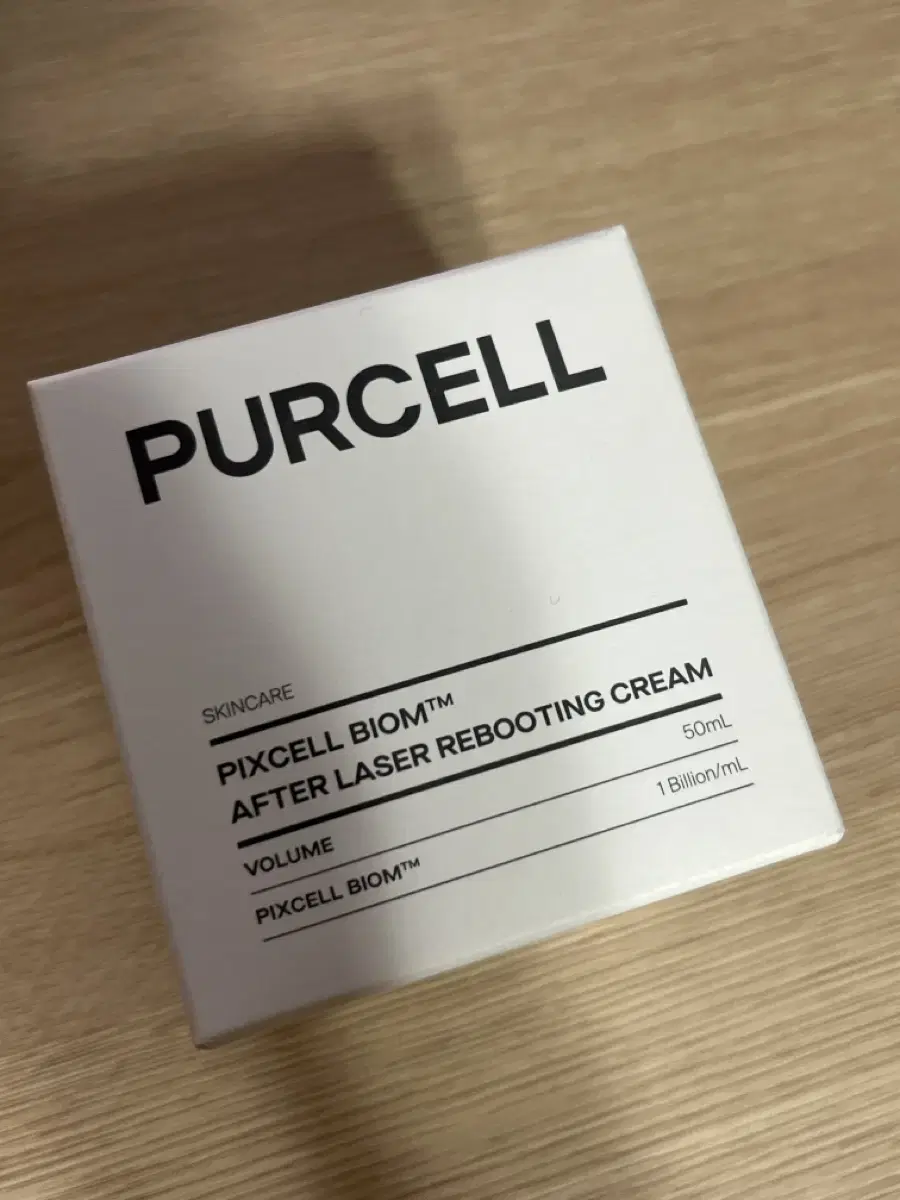 PURCELL
SKINCARE
PIXCELL BIOM™
AFTER LASER REBOOTING CREAM
VOLUME 50mL
PIXCELL BIOM™ 1 Billion/mL